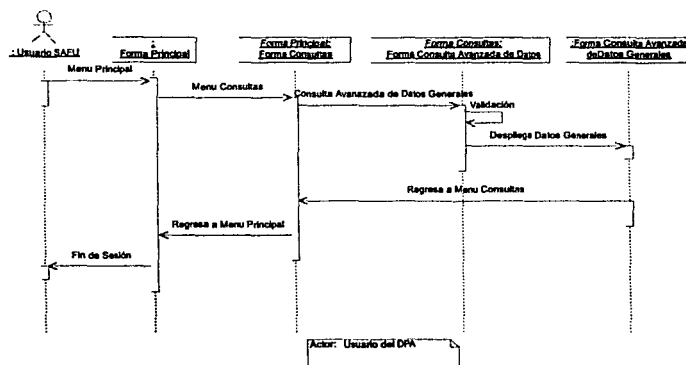 : Usuario SAEU
:
Forma Principal
Forma Principal:
Forma Consultas
Forma Consultas:
Forma Consulta Avanzada de Datos
:Forma Consulta Avanzada
deDatos Generales
Menu Principal
Menu Consultas
Consulta Avanazada de Datos Generales
Validación
Despliega Datos Generales
Regresa a Menu Consultas
Regresa a Menu Principal
Fin de Sesión
Actor: Usuario del DPA